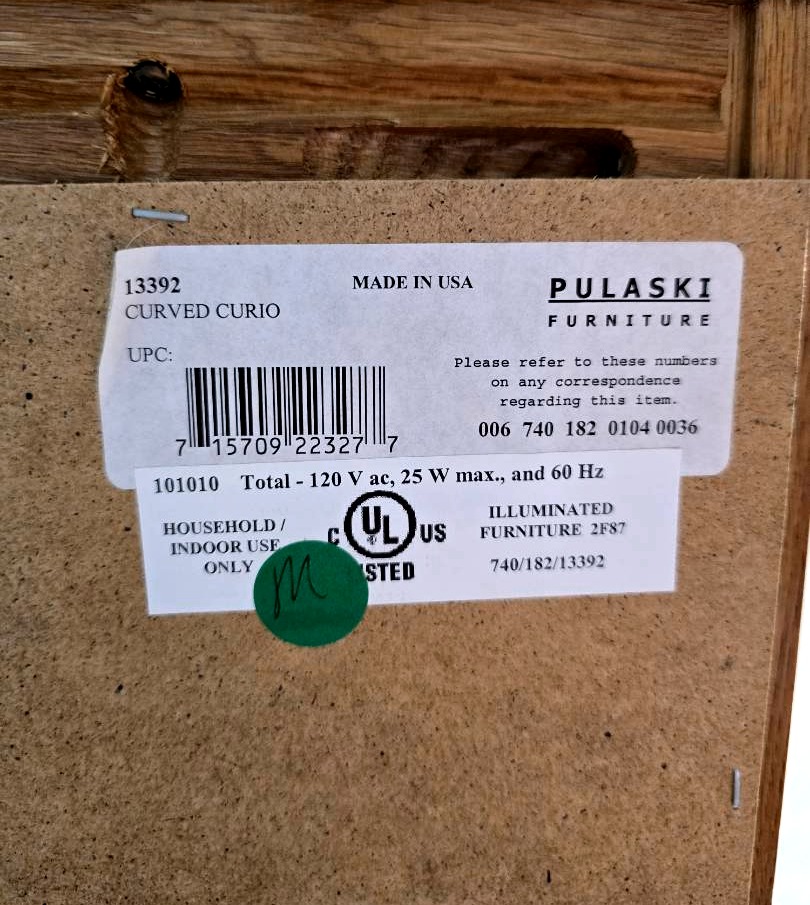 13392
MADE IN USA
PULASKI
CURVED CURIO
FURNITURE
UPC:
Please refer to these numbers
on any correspondence
regarding this item.
7 15709 22327 7
006 740 182 0104 0036
101010 Total - 120 V ac, 25 W max., and 60 Hz
HOUSEHOLD /
INDOOR USE
ONLY
C UL US
ILLUMINATED
FURNITURE 2F87
740/182/13392
M